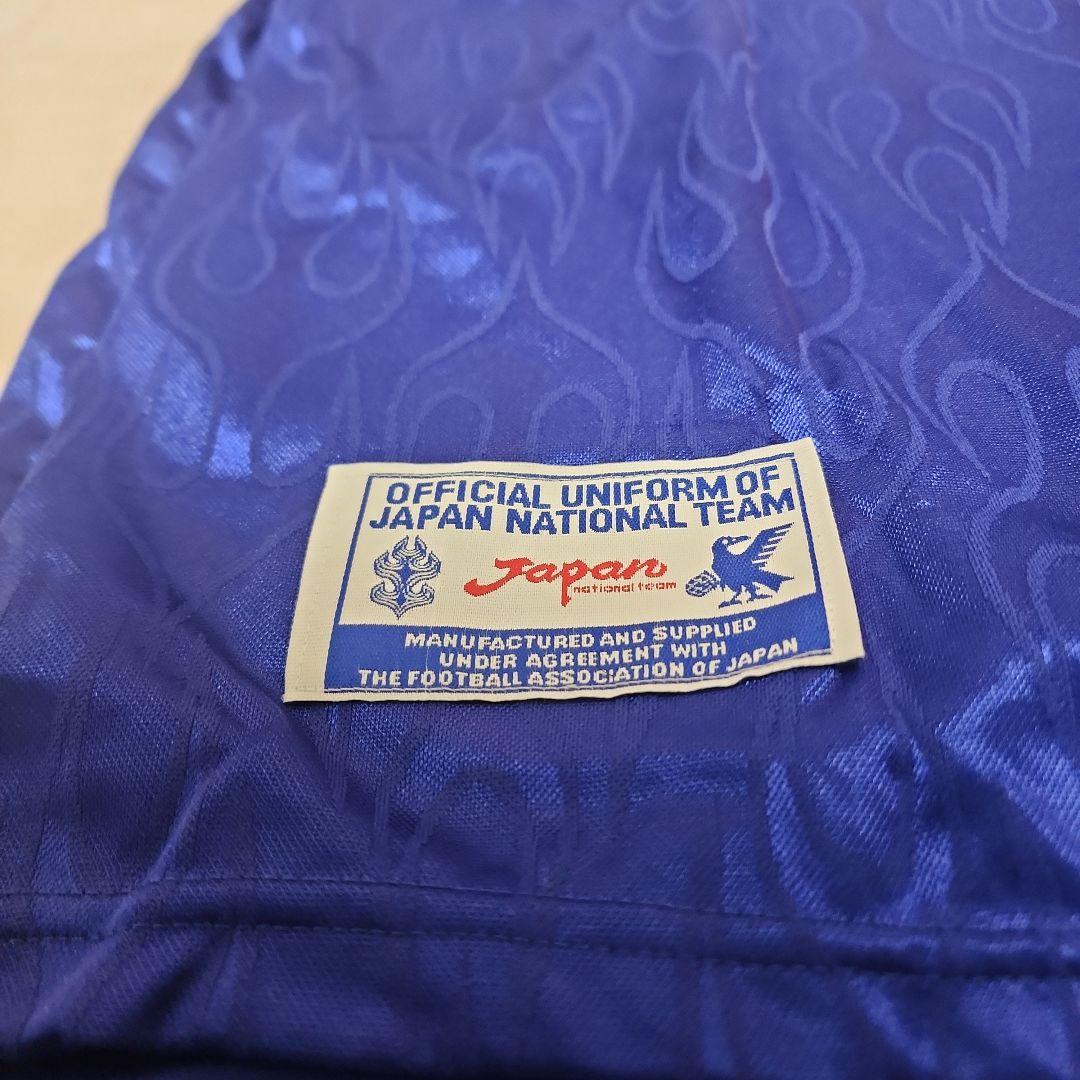 OFFICIAL UNIFORM OF
JAPAN NATIONAL TEAM
Japan
national team
MANUFACTURED AND SUPPLIED
UNDER AGREEMENT WITH
THE FOOTBALL ASSOCIATION OF JAPAN